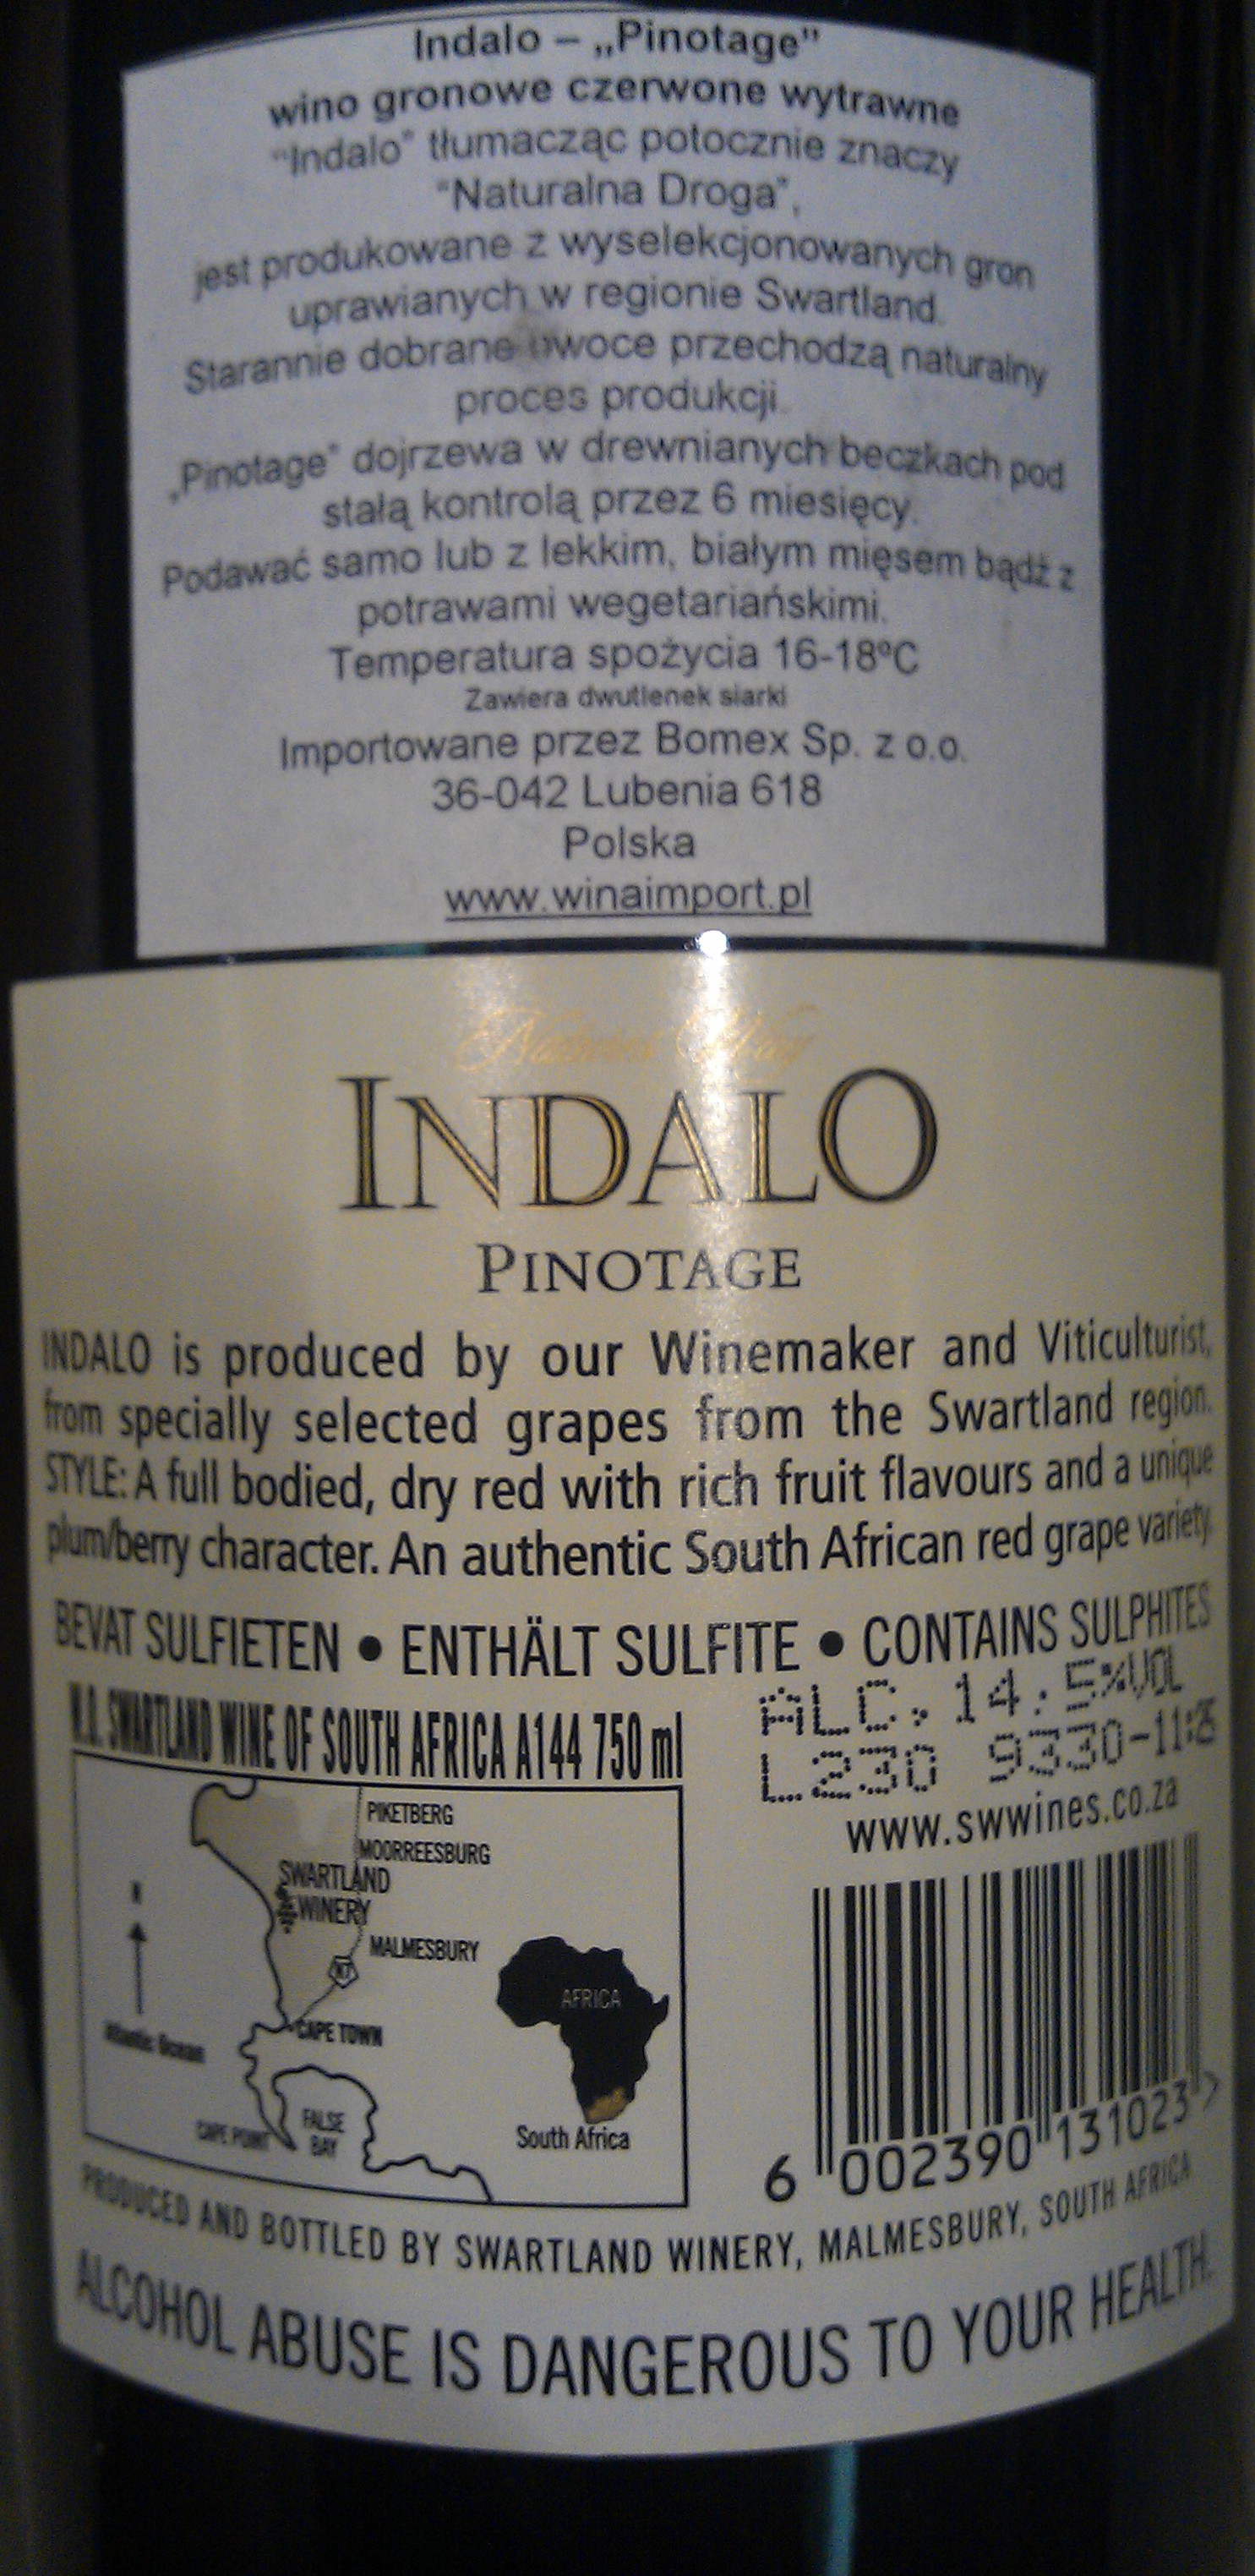 Indalo – „Pinotage"
wino gronowe czerwone wytrawne
"Indalo" tłumacząc potocznie znaczy
"Naturalna Droga",
jest produkowane z wyselekcjonowanych gron
uprawianych w regionie Swartland.
Starannie dobrane owoce przechodzą naturalny
proces produkcji.
„Pinotage" dojrzewa w drewnianych beczkach pod
stałą kontrolą przez 6 miesięcy.
Podawać samo lub z lekkim, białym mięsem bądź z
potrawami wegetariańskimi.
Temperatura spożycia 16-18ºC
Zawiera dwutlenek siarki
Importowane przez Bomex Sp. z o.o.
36-042 Lubenia 618
Polska
www.winaimport.pl
INDALO
PINOTAGE
INDALO is produced by our Winemaker and Viticulturist,
from specially selected grapes from the Swartland region.
STYLE: A full bodied, dry red with rich fruit flavours and a unique
plum/berry character. An authentic South African red grape variety.
BEVAT SULFIETEN • ENTHÄLT SULFITE • CONTAINS SULPHITES
W.O. SWARTLAND WINE OF SOUTH AFRICA A144 750 ml
ALC. 14.5%VOL
L230 9330-11:25
www.swwines.co.za
PIKETBERG
MOORREESBURG
SWARTLAND
WINERY
MALMESBURY
N7
AFRICA
CAPE TOWN
Atlantic Ocean
CAPE POINT
FALSE
BAY
South Africa
6 002390 131023 >
PRODUCED AND BOTTLED BY SWARTLAND WINERY, MALMESBURY, SOUTH AFRICA
ALCOHOL ABUSE IS DANGEROUS TO YOUR HEALTH.